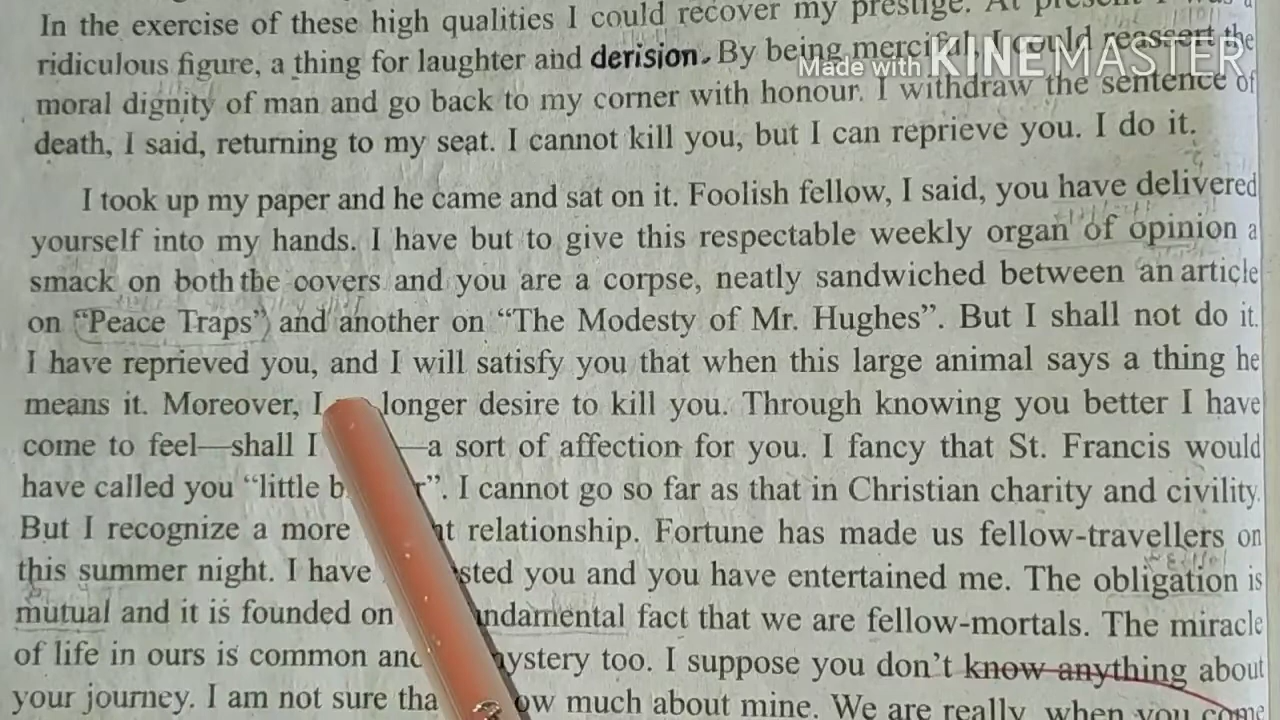 In the exercise of these high qualities I could recover my prestige. At present I was a
ridiculous figure, a thing for laughter and derision. By being merciful I could reassert the
Made with KINEMASTER
moral dignity of man and go back to my corner with honour. I withdraw the sentence of
death, I said, returning to my seat. I cannot kill you, but I can reprieve you. I do it.
I took up my paper and he came and sat on it. Foolish fellow, I said, you have delivered
yourself into my hands. I have but to give this respectable weekly organ of opinion a
smack on both the covers and you are a corpse, neatly sandwiched between an article
on “Peace Traps” and another on “The Modesty of Mr. Hughes”. But I shall not do it.
I have reprieved you, and I will satisfy you that when this large animal says a thing he
means it. Moreover, I longer desire to kill you. Through knowing you better I have
come to feel—shall I —a sort of affection for you. I fancy that St. Francis would
have called you “little b r”. I cannot go so far as that in Christian charity and civility.
But I recognize a more relationship. Fortune has made us fellow-travellers on
this summer night. I have you and you have entertained me. The obligation is
mutual and it is founded on fact that we are fellow-mortals. The miracle
of life in ours is common and ystery too. I suppose you don’t know anything about
your journey. I am not sure tha ow much about mine. We are really, when you come